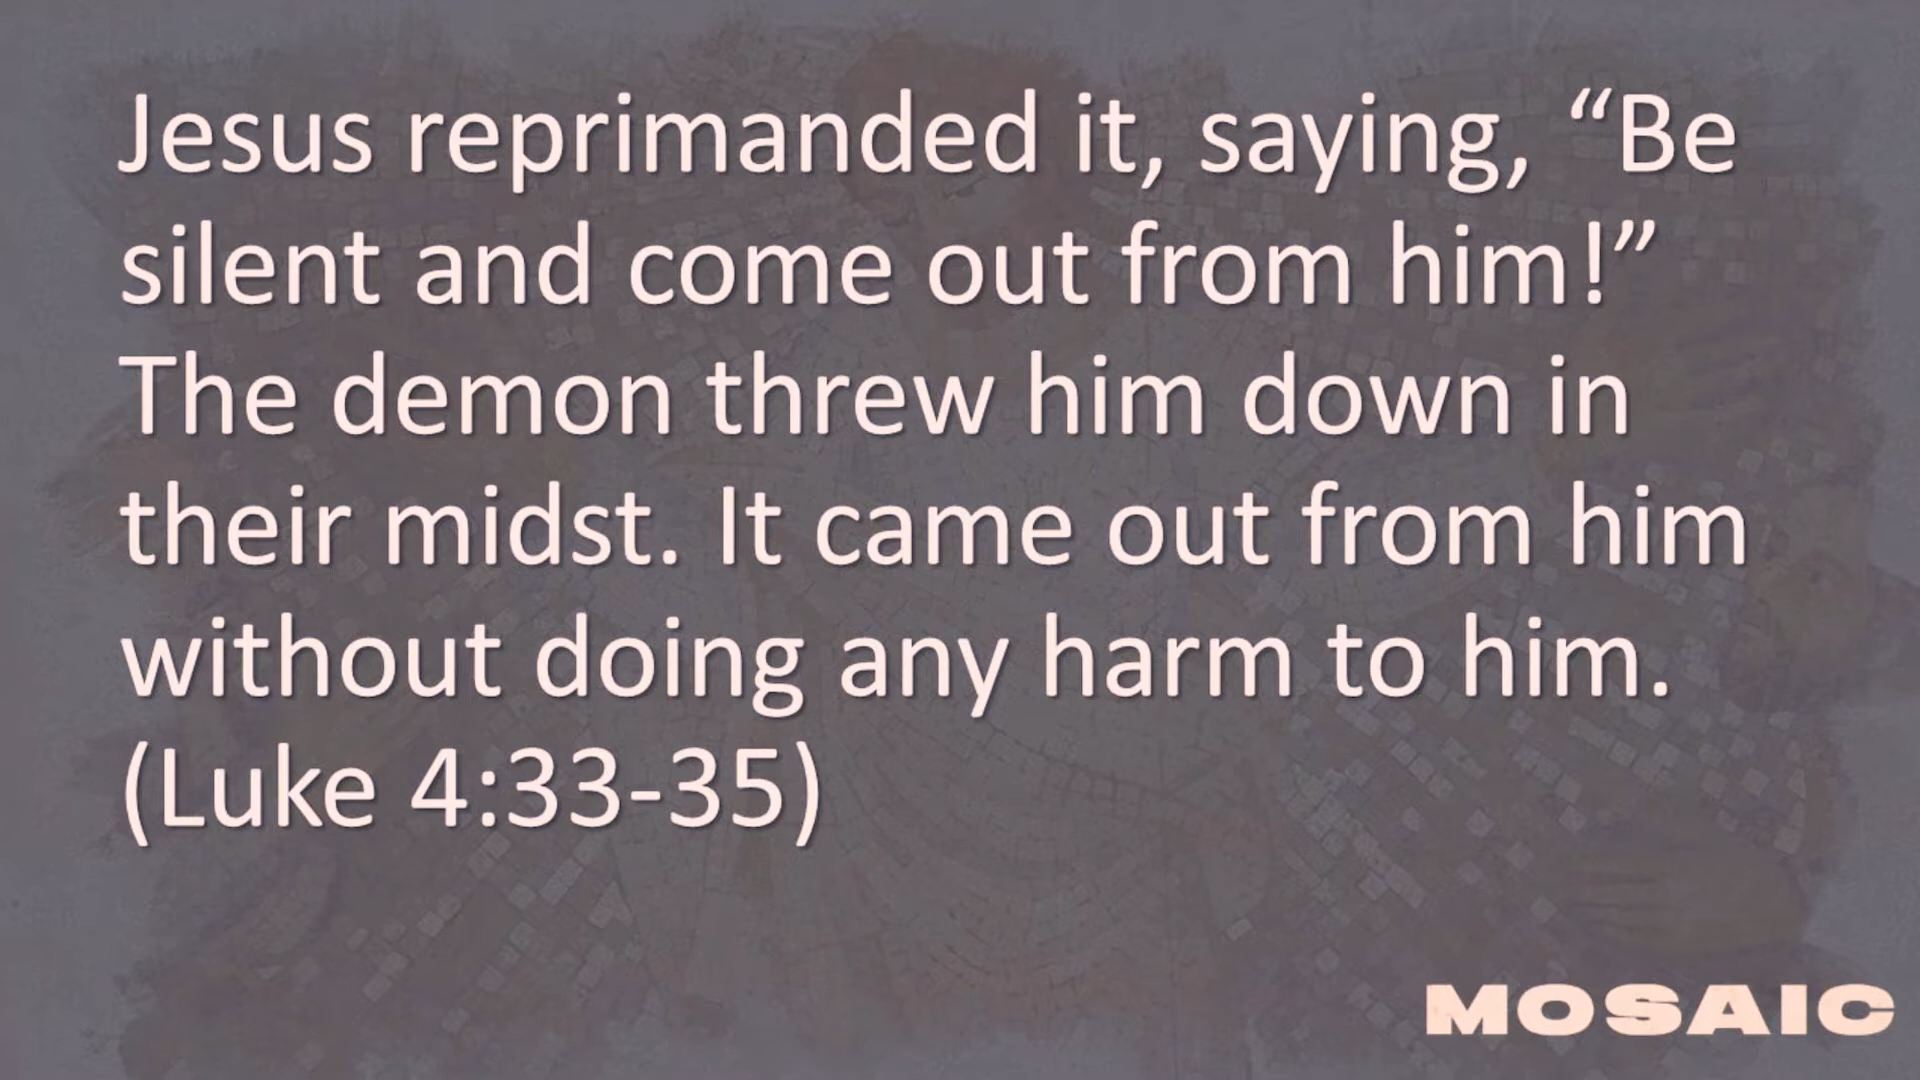 Jesus reprimanded it, saying, “Be
silent and come out from him!”
The demon threw him down in
their midst. It came out from him
without doing any harm to him.
(Luke 4:33-35)
MOSAIC